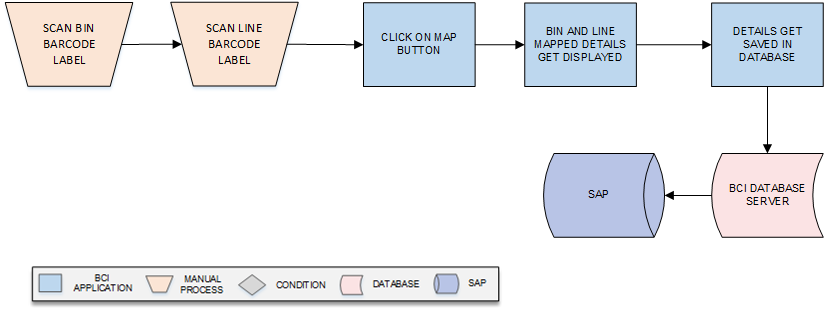 SCAN BIN
BARCODE
LABEL
SCAN LINE
BARCODE
LABEL
CLICK ON MAP
BUTTON
BIN AND LINE
MAPPED DETAILS
GET DISPLAYED
DETAILS GET
SAVED IN
DATABASE
SAP
BCI DATABASE
SERVER
BCI
APPLICATION
MANUAL
PROCESS
CONDITION
DATABASE
SAP